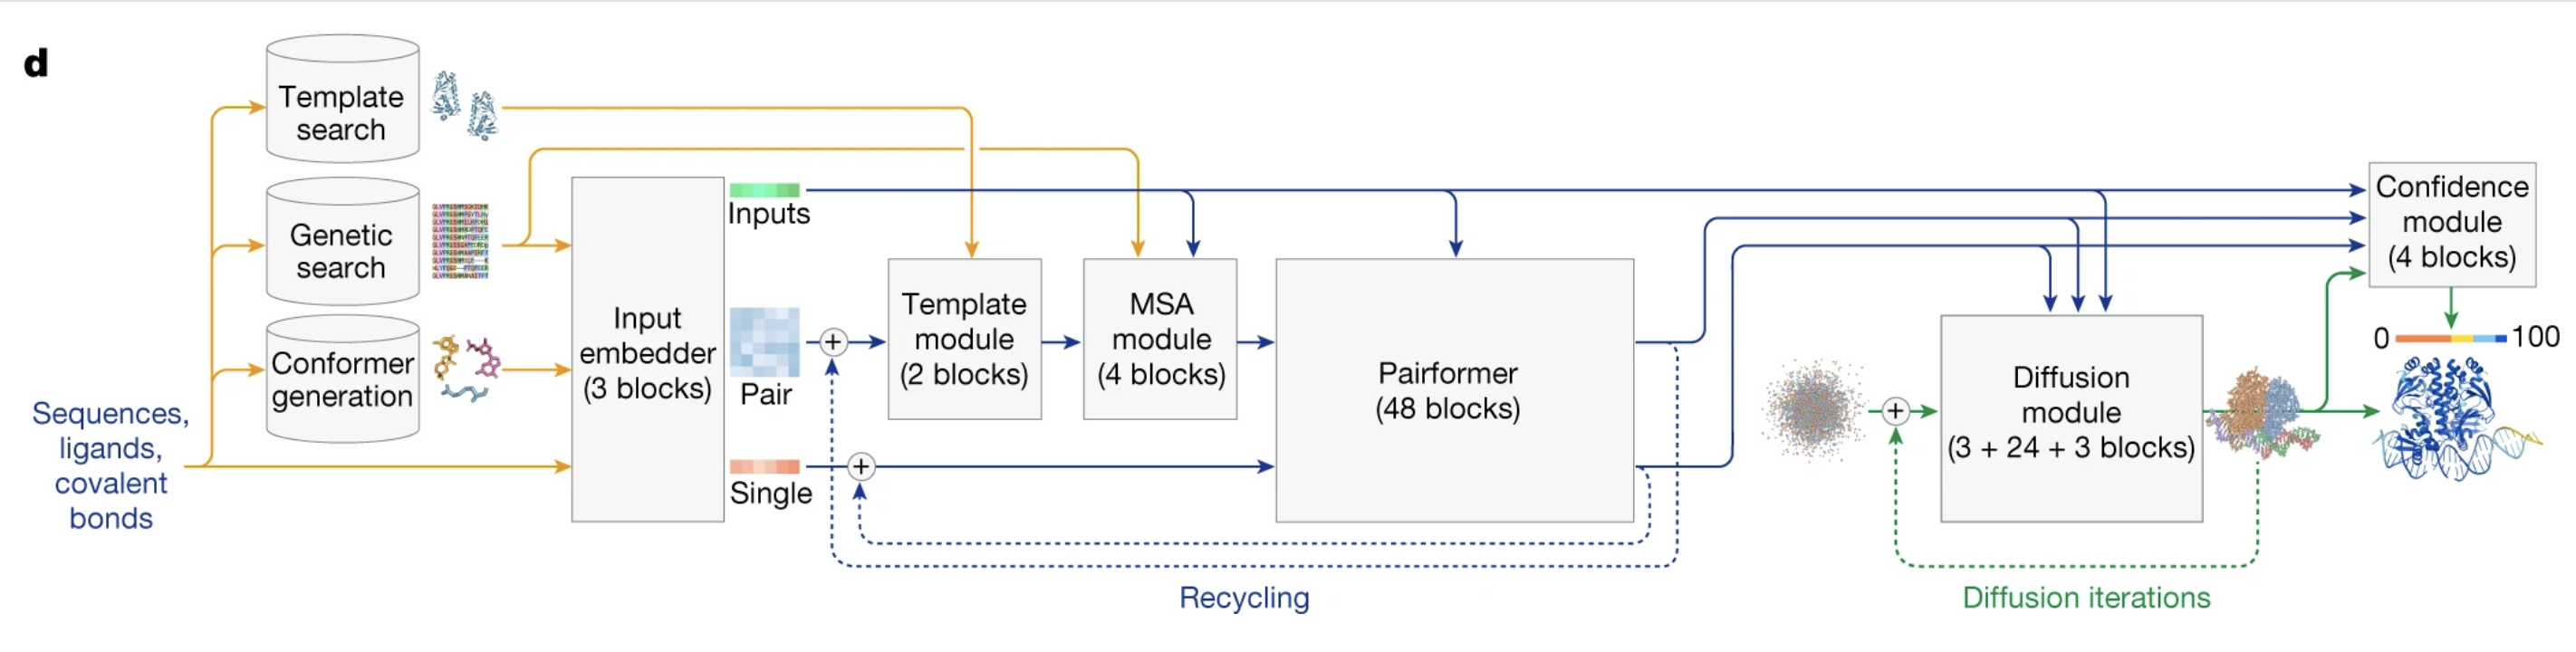 d
Template
search
Genetic
search
Conformer
generation
Sequences,
ligands,
covalent
bonds
Input
embedder
(3 blocks)
Inputs
Pair
Single
+
+
Template
module
(2 blocks)
MSA
module
(4 blocks)
Pairformer
(48 blocks)
Recycling
+
Diffusion
module
(3 + 24 + 3 blocks)
Diffusion iterations
Confidence
module
(4 blocks)
0 100